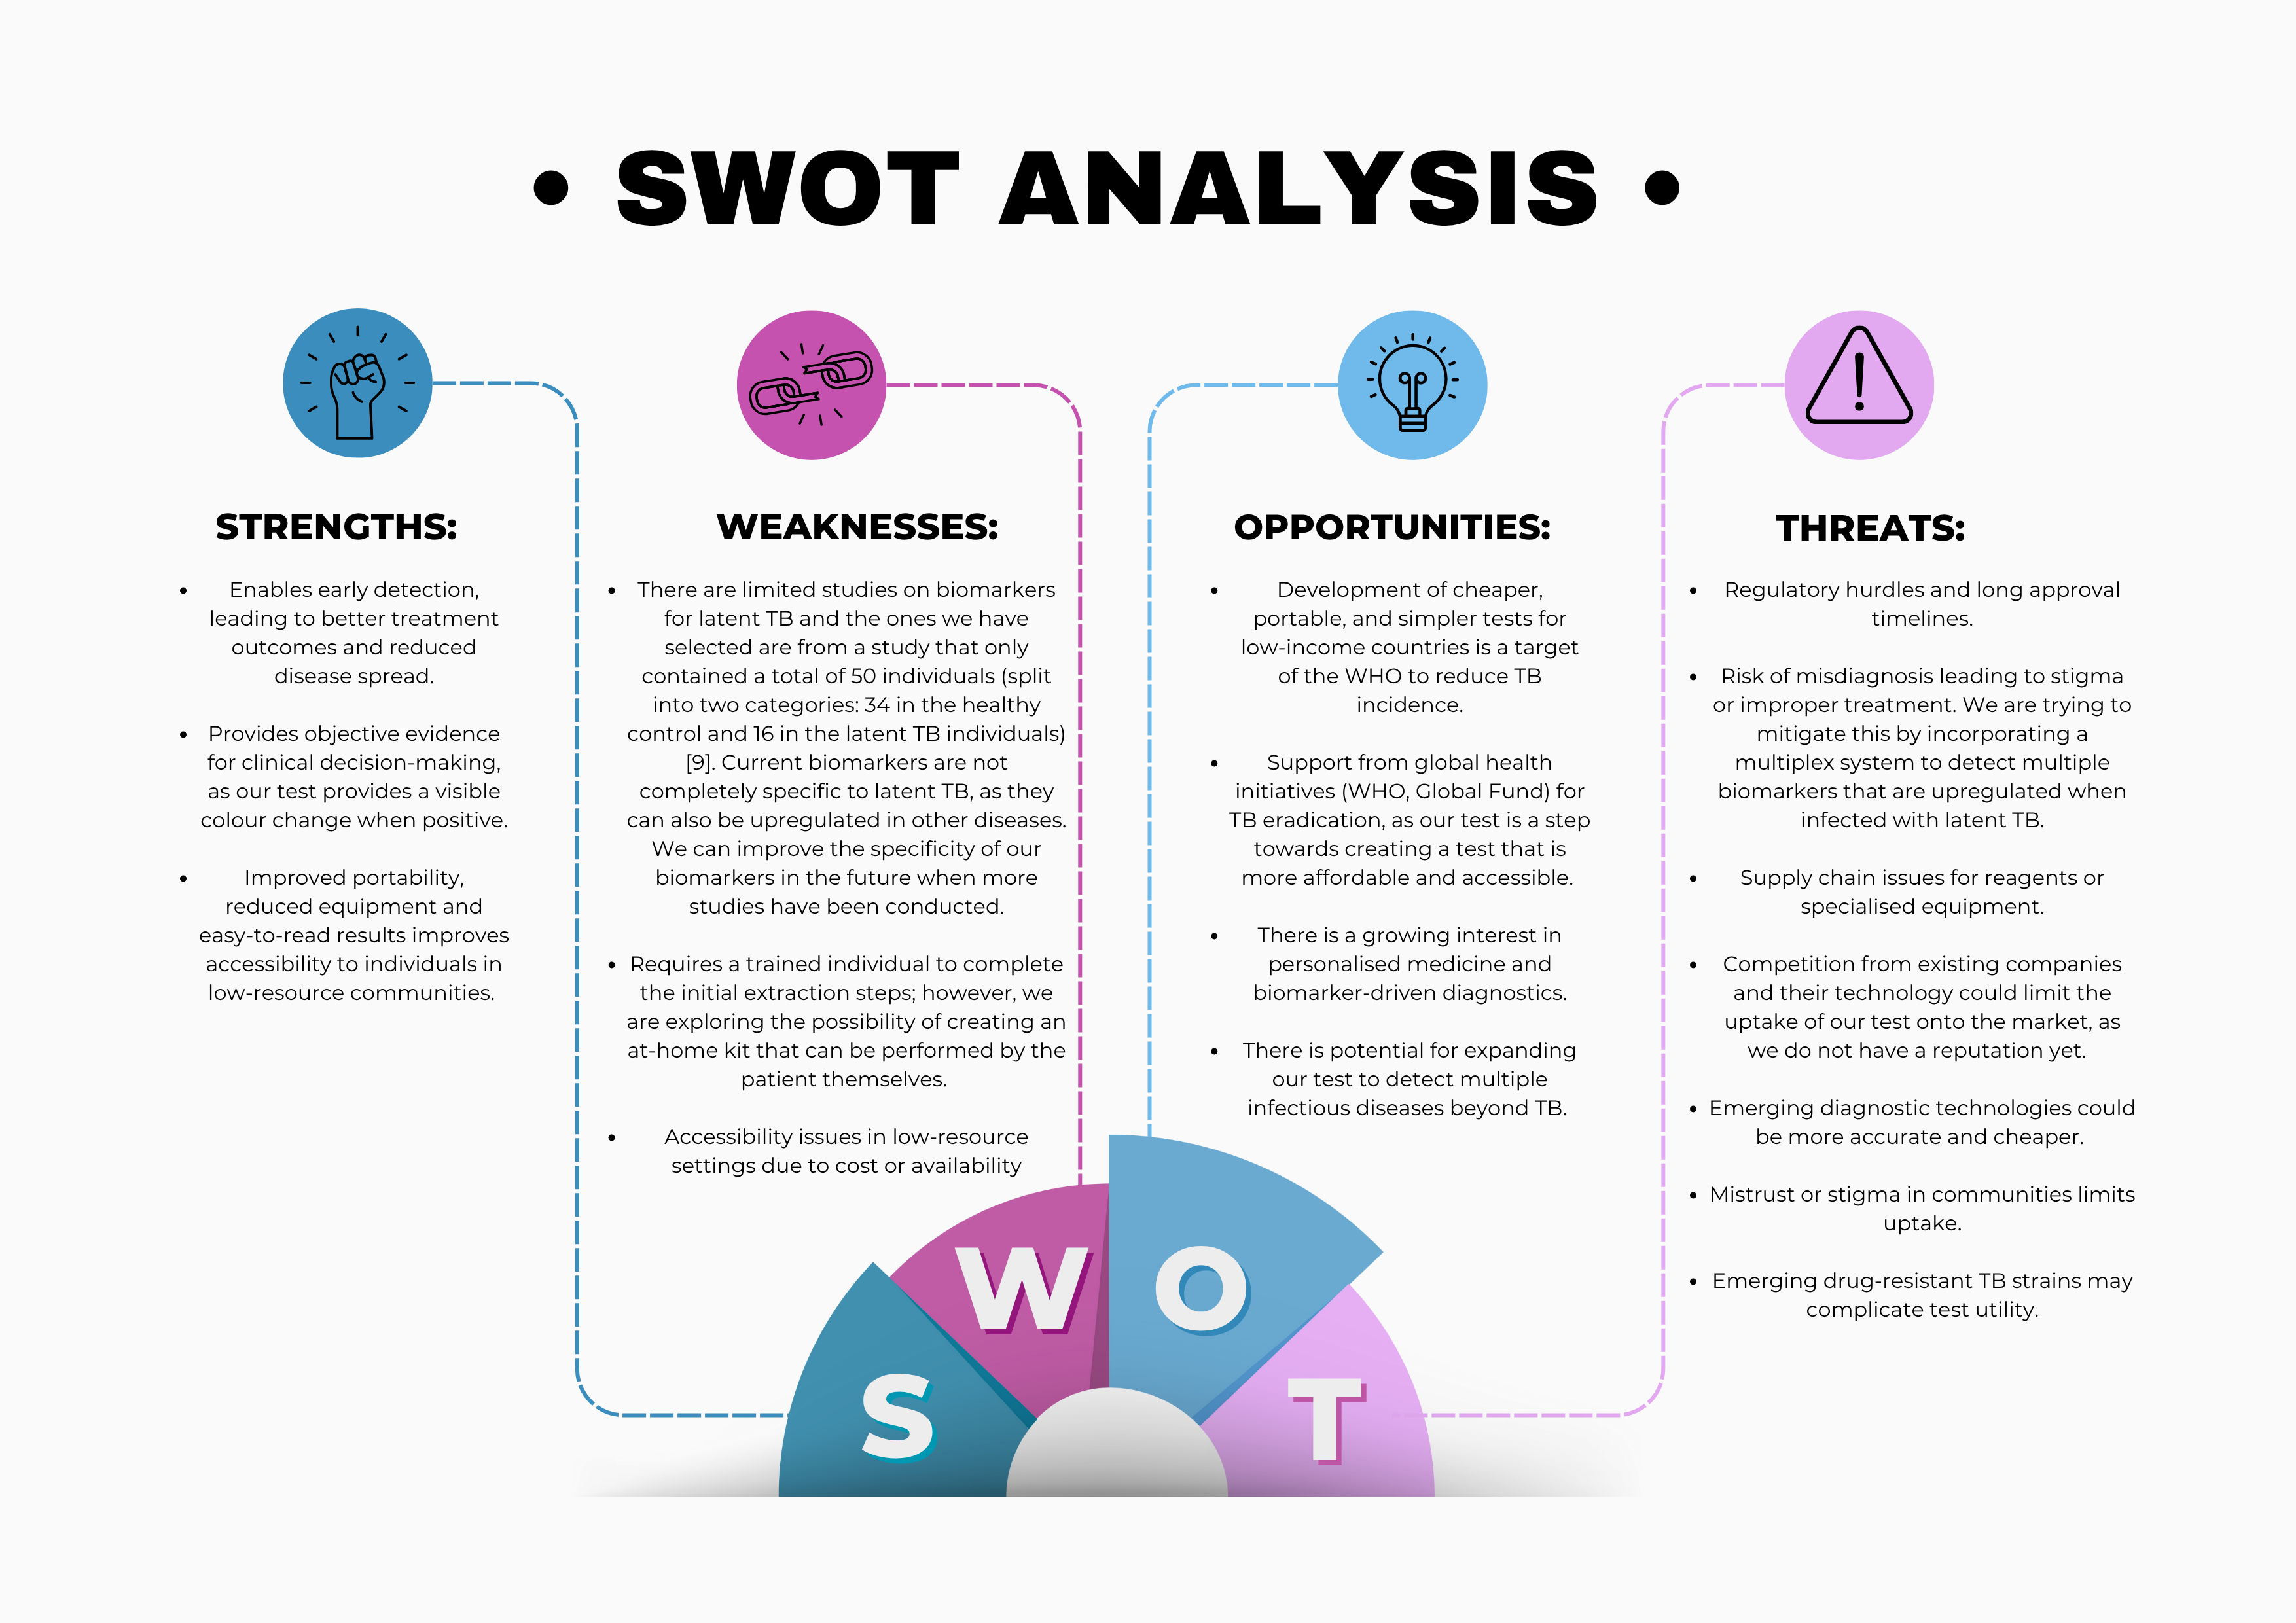 • SWOT ANALYSIS •
STRENGTHS:
• Enables early detection,
leading to better treatment
outcomes and reduced
disease spread.
• Provides objective evidence
for clinical decision-making,
as our test provides a visible
colour change when positive.
• Improved portability,
reduced equipment and
easy-to-read results improves
accessibility to individuals in
low-resource communities.
WEAKNESSES:
• There are limited studies on biomarkers
for latent TB and the ones we have
selected are from a study that only
contained a total of 50 individuals (split
into two categories: 34 in the healthy
control and 16 in the latent TB individuals)
[9]. Current biomarkers are not
completely specific to latent TB, as they
can also be upregulated in other diseases.
We can improve the specificity of our
biomarkers in the future when more
studies have been conducted.
• Requires a trained individual to complete
the initial extraction steps; however, we
are exploring the possibility of creating an
at-home kit that can be performed by the
patient themselves.
• Accessibility issues in low-resource
settings due to cost or availability
OPPORTUNITIES:
• Development of cheaper,
portable, and simpler tests for
low-income countries is a target
of the WHO to reduce TB
incidence.
• Support from global health
initiatives (WHO, Global Fund) for
TB eradication, as our test is a step
towards creating a test that is
more affordable and accessible.
• There is a growing interest in
personalised medicine and
biomarker-driven diagnostics.
• There is potential for expanding
our test to detect multiple
infectious diseases beyond TB.
THREATS:
• Regulatory hurdles and long approval
timelines.
• Risk of misdiagnosis leading to stigma
or improper treatment. We are trying to
mitigate this by incorporating a
multiplex system to detect multiple
biomarkers that are upregulated when
infected with latent TB.
• Supply chain issues for reagents or
specialised equipment.
• Competition from existing companies
and their technology could limit the
uptake of our test onto the market, as
we do not have a reputation yet.
• Emerging diagnostic technologies could
be more accurate and cheaper.
• Mistrust or stigma in communities limits
uptake.
• Emerging drug-resistant TB strains may
complicate test utility.
S
W
O
T